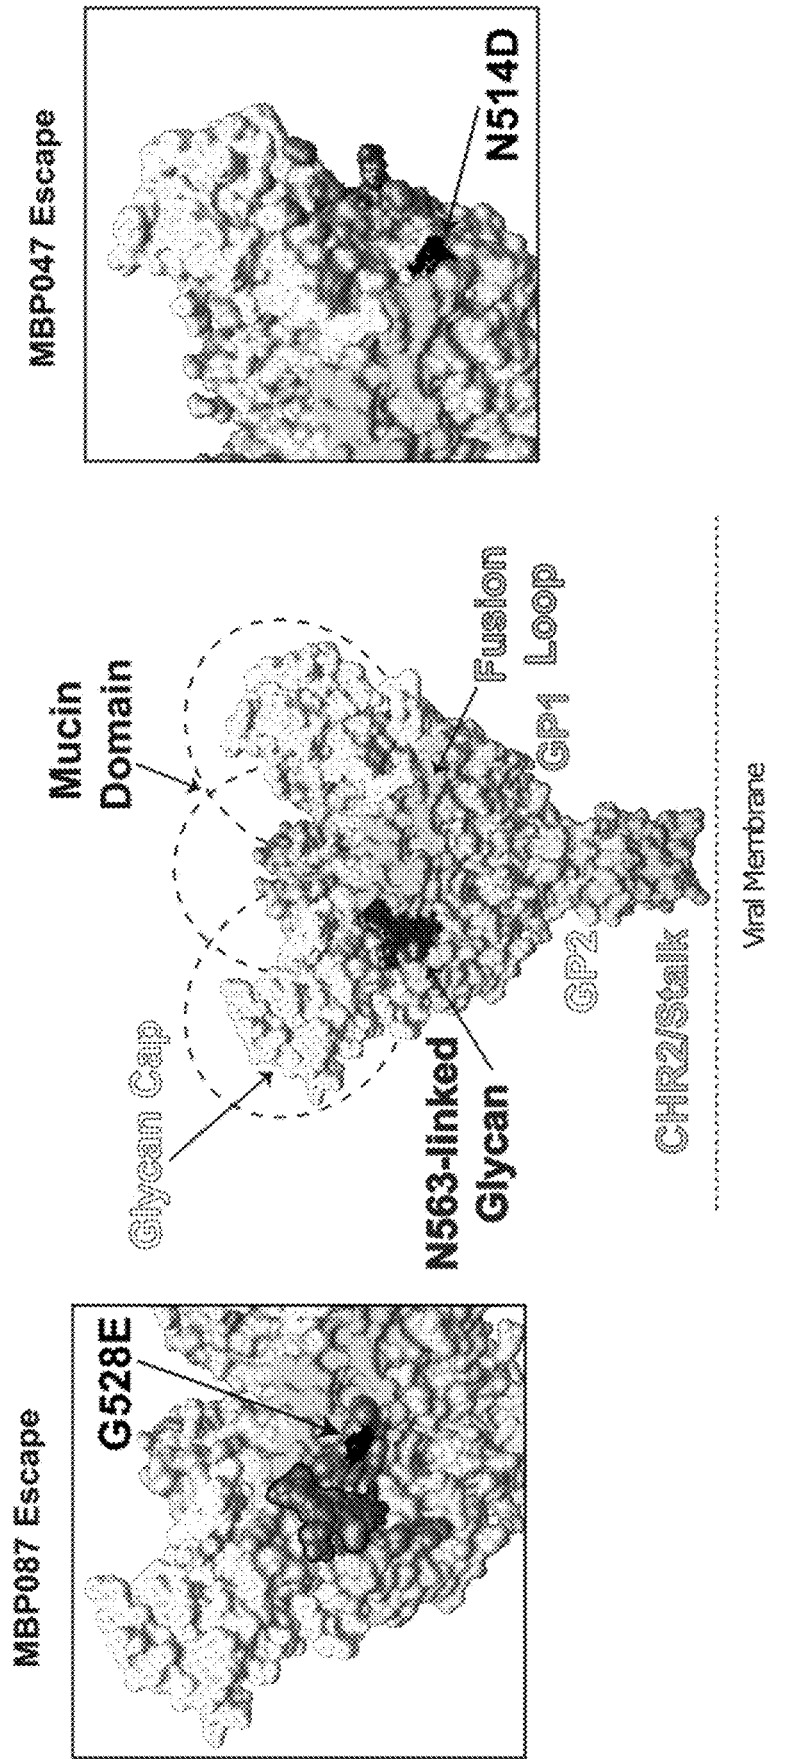 MBP087 Escape
G528E
Glycan Cap
Mucin
Domain
N563-linked
Glycan
Fusion
Loop
GP1
GP2
CHR2/Stalk
Viral Membrane
MBP047 Escape
N514D